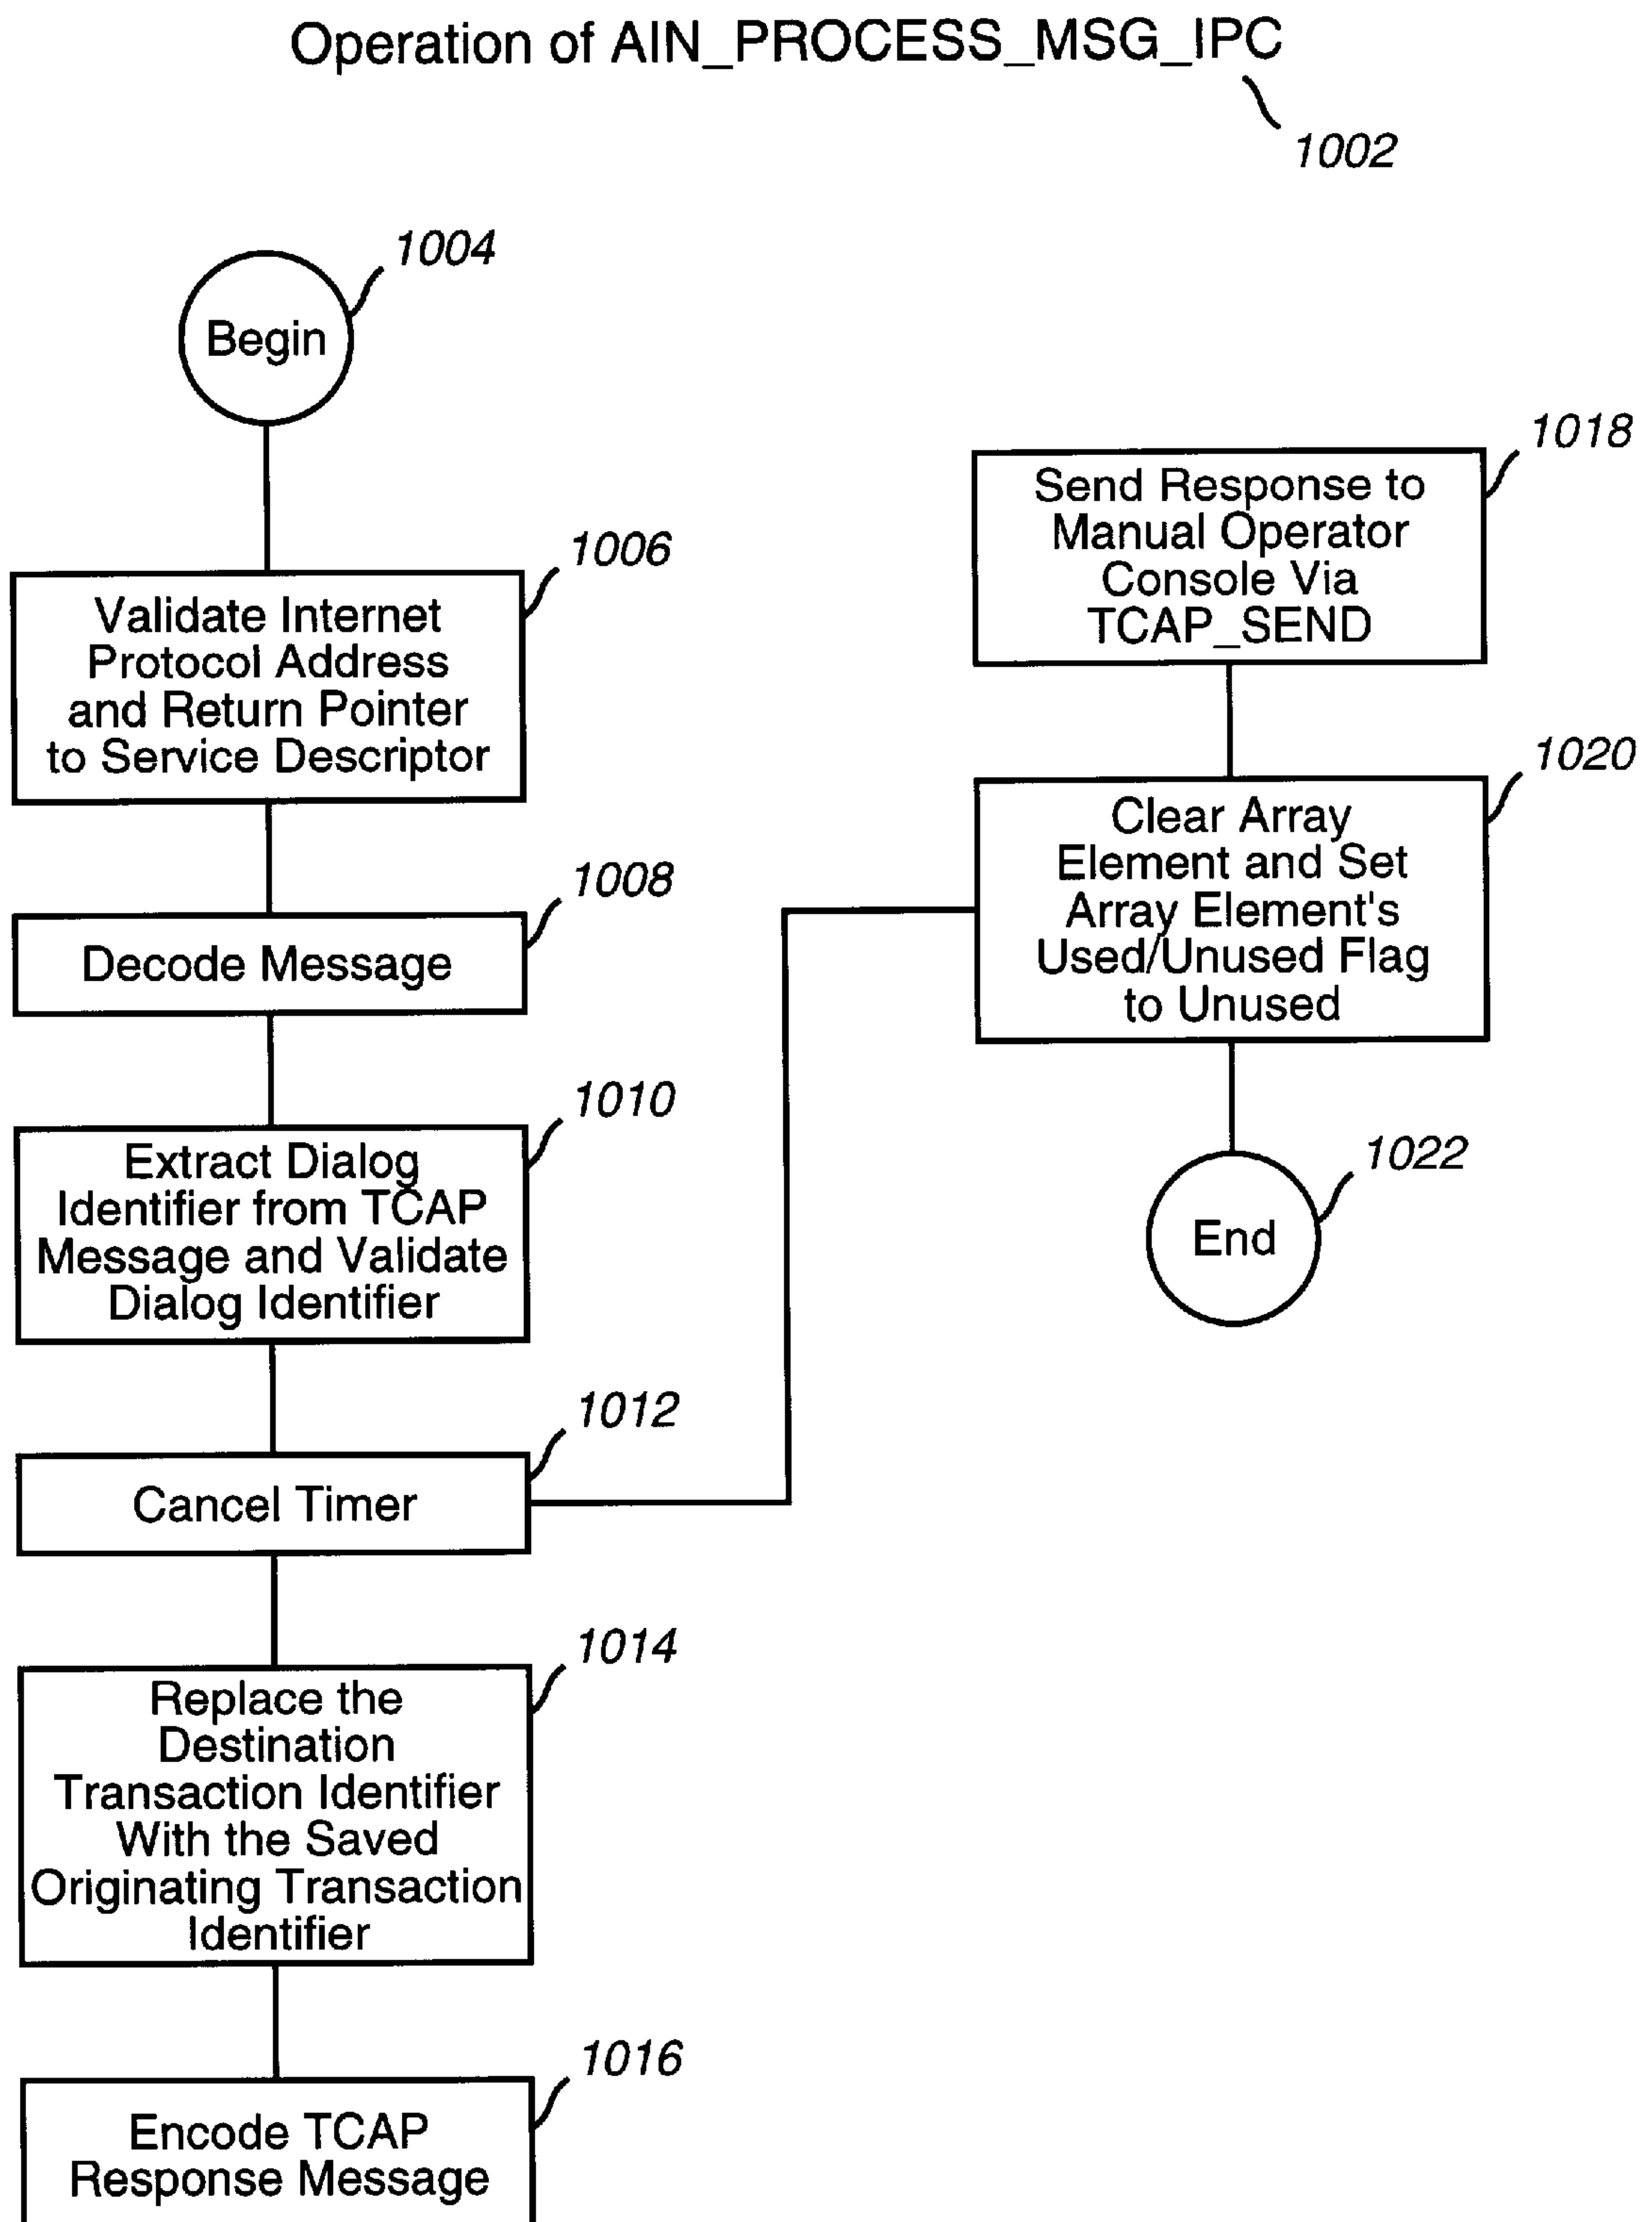 Operation of AIN_PROCESS_MSG_IPC
1002
1004
Begin
1006
Validate Internet
Protocol Address
and Return Pointer
to Service Descriptor
1008
Decode Message
1010
Extract Dialog
Identifier from TCAP
Message and Validate
Dialog Identifier
1012
Cancel Timer
1014
Replace the
Destination
Transaction Identifier
With the Saved
Originating Transaction
Identifier
1016
Encode TCAP
Response Message
1018
Send Response to
Manual Operator
Console Via
TCAP_SEND
1020
Clear Array
Element and Set
Array Element's
Used/Unused Flag
to Unused
1022
End